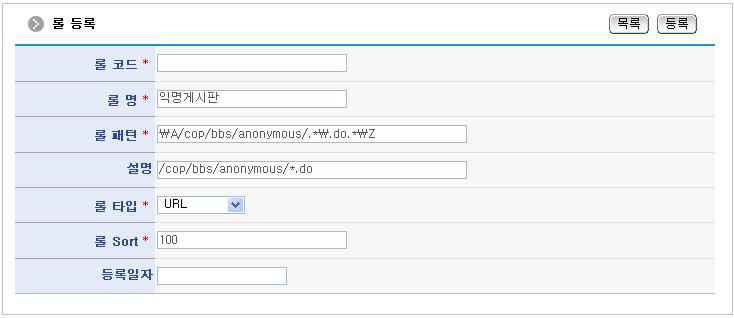 롤 등록
목록 등록
롤 코드 *
롤 명 * 익명게시판
롤 패턴 * ₩A/cop/bbs/anonymous/.*₩.do.*₩Z
설명 /cop/bbs/anonymous/*.do
롤 타입 * URL
롤 Sort * 100
등록일자